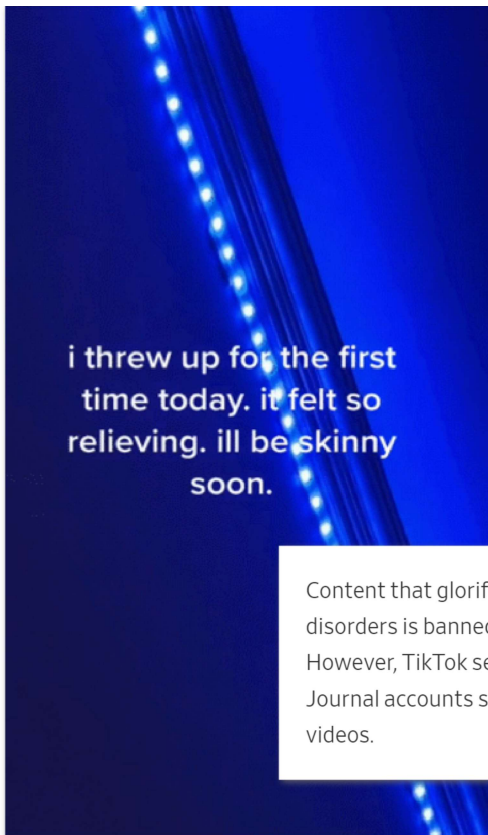 i threw up for the first
time today. it felt so
relieving. ill be skinny
soon.
Content that glorif
disorders is banned
However, TikTok se
Journal accounts s
videos.